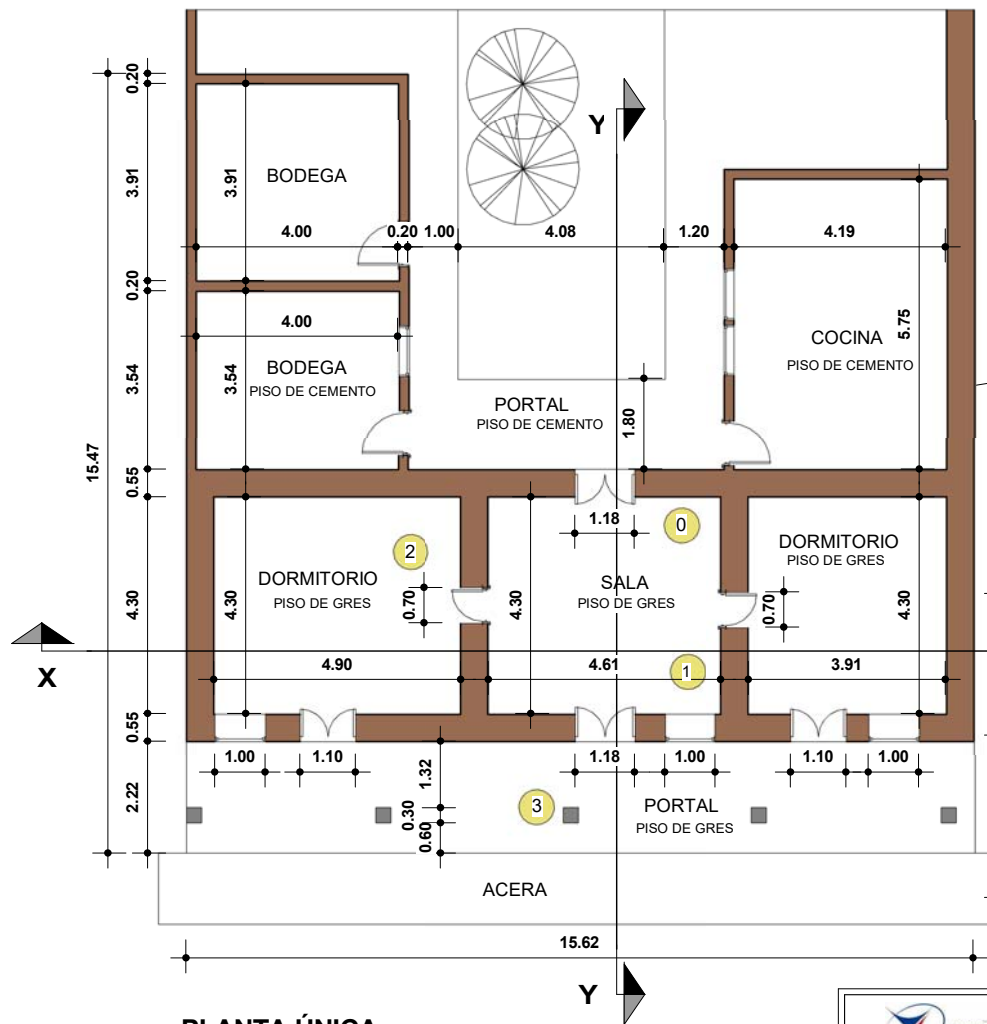 0.20
3.91
0.20
3.54
15.47
0.55
4.30
0.55
2.22
Y
3.91
BODEGA
4.00
0.20
1.00
4.08
1.20
4.19
4.00
3.54
BODEGA
PISO DE CEMENTO
PORTAL
PISO DE CEMENTO
1.80
COCINA
PISO DE CEMENTO
5.75
1.18
0
2
DORMITORIO
PISO DE GRES
4.30
0.70
4.30
SALA
PISO DE GRES
DORMITORIO
PISO DE GRES
0.70
4.30
X
4.90
4.61
1
3.91
1.00
1.10
1.18
1.00
1.10
1.00
1.32
0.30
0.60
3
PORTAL
PISO DE GRES
ACERA
15.62
Y
PLANTA ÚNICA